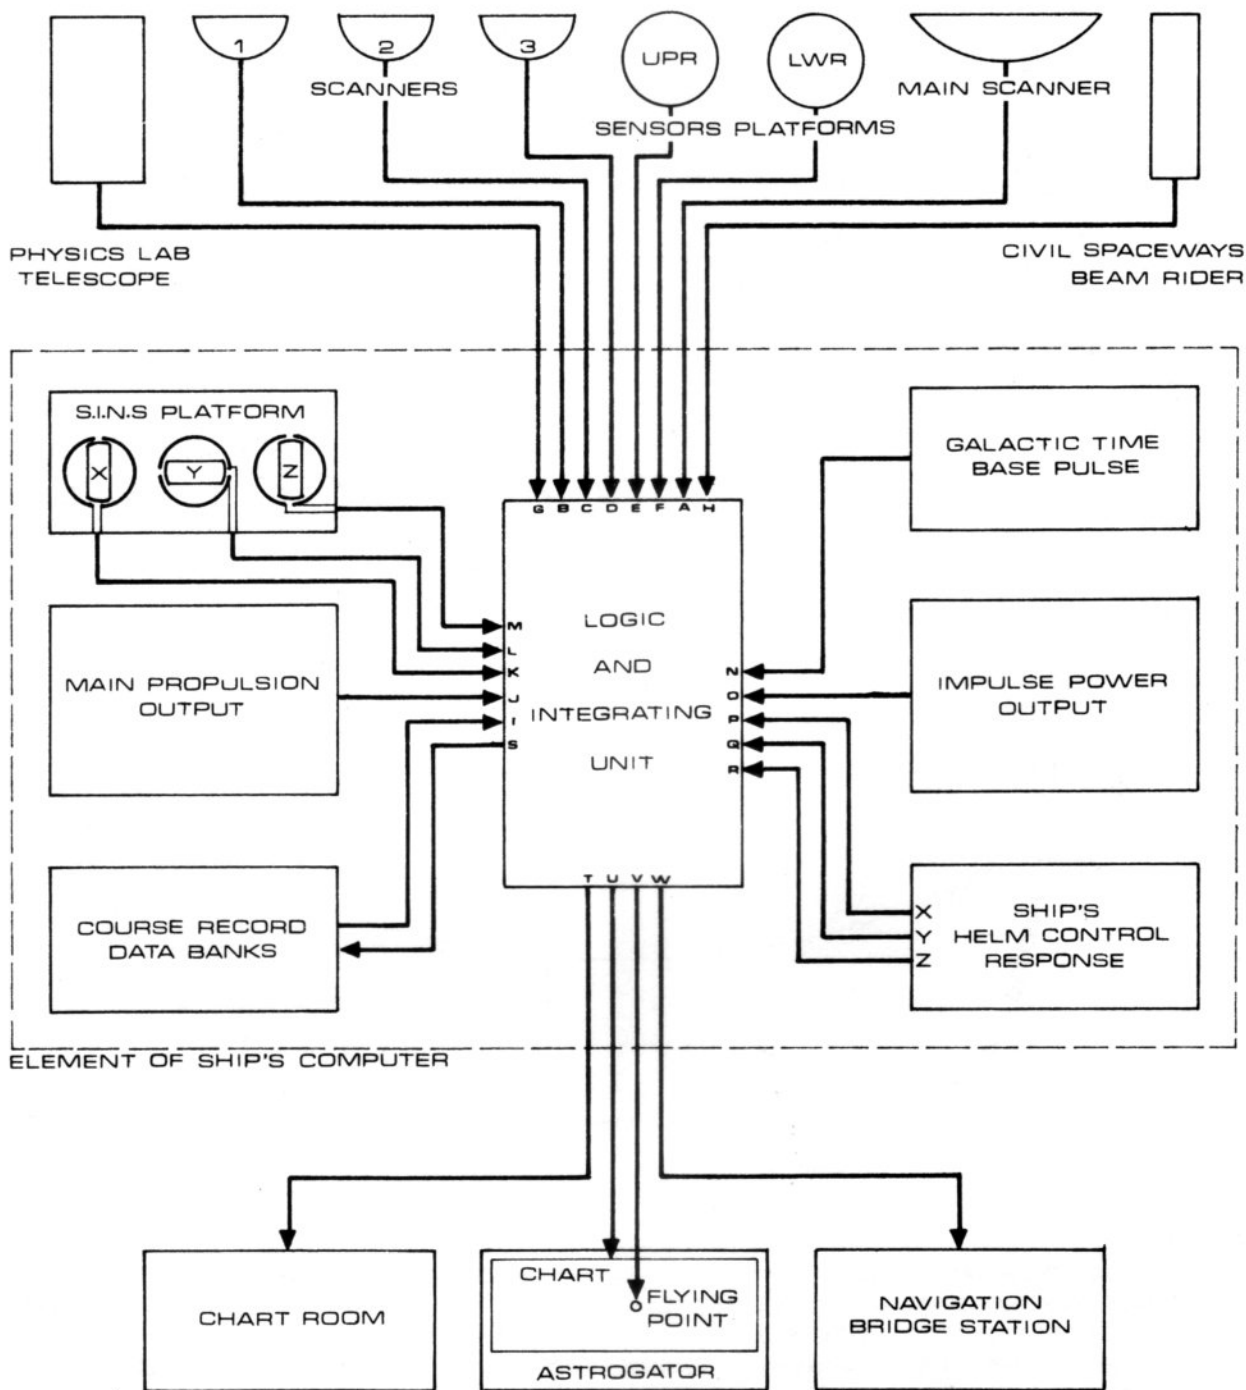 1
2
3
UPR
LWR
SCANNERS
MAIN SCANNER
SENSORS PLATFORMS
PHYSICS LAB
TELESCOPE
CIVIL SPACEWAYS
BEAM RIDER
S.I.N.S PLATFORM
X
Y
Z
GALACTIC TIME
BASE PULSE
G B C D E F A H
M
L
K
J
I
S
LOGIC
AND
INTEGRATING
UNIT
N
O
P
Q
R
MAIN PROPULSION
OUTPUT
IMPULSE POWER
OUTPUT
COURSE RECORD
DATA BANKS
T U V W
X
Y
Z
SHIP'S
HELM CONTROL
RESPONSE
ELEMENT OF SHIP'S COMPUTER
CHART ROOM
CHART
FLYING
POINT
ASTROGATOR
NAVIGATION
BRIDGE STATION